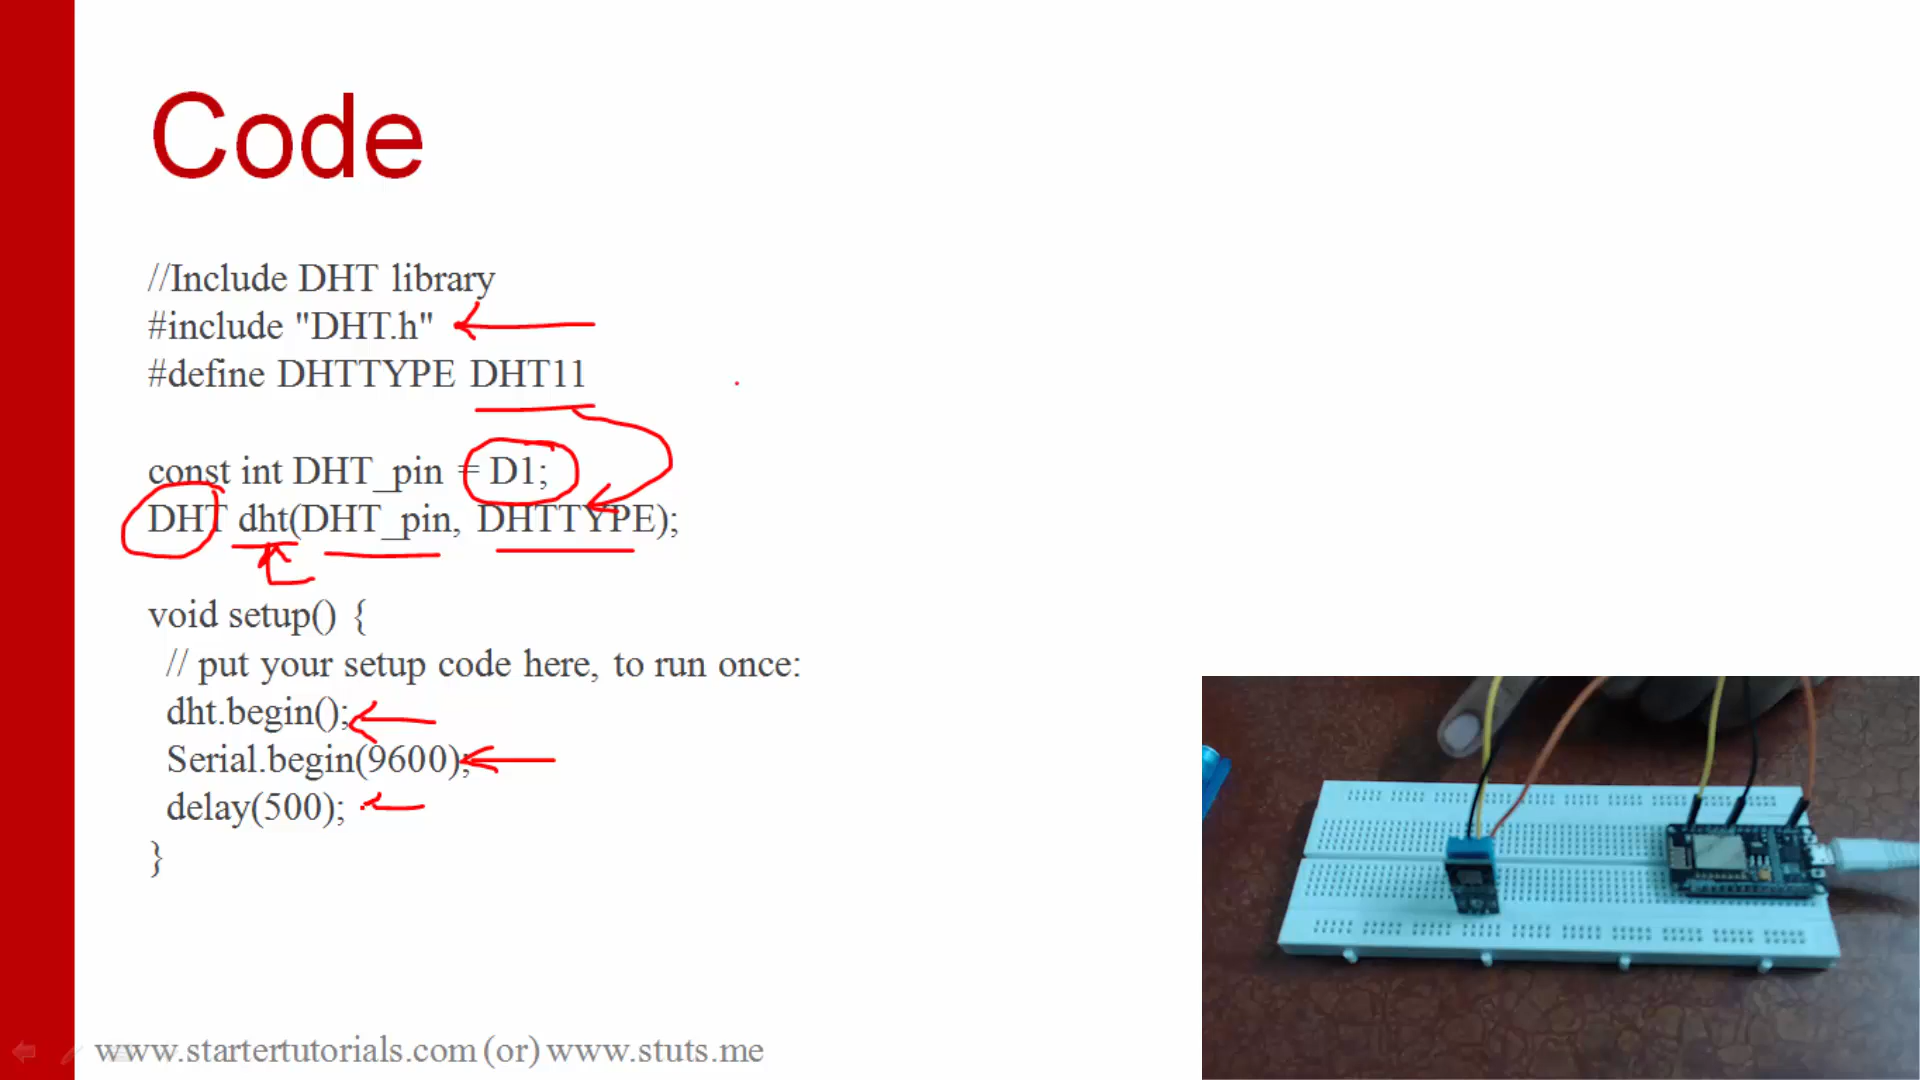 Code
//Include DHT library
#include "DHT.h"
#define DHTTYPE DHT11
const int DHT_pin = D1;
DHT dht(DHT_pin, DHTTYPE);
void setup() {
// put your setup code here, to run once:
dht.begin();
Serial.begin(9600);
delay(500);
}
www.startertutorials.com (or) www.stuts.me